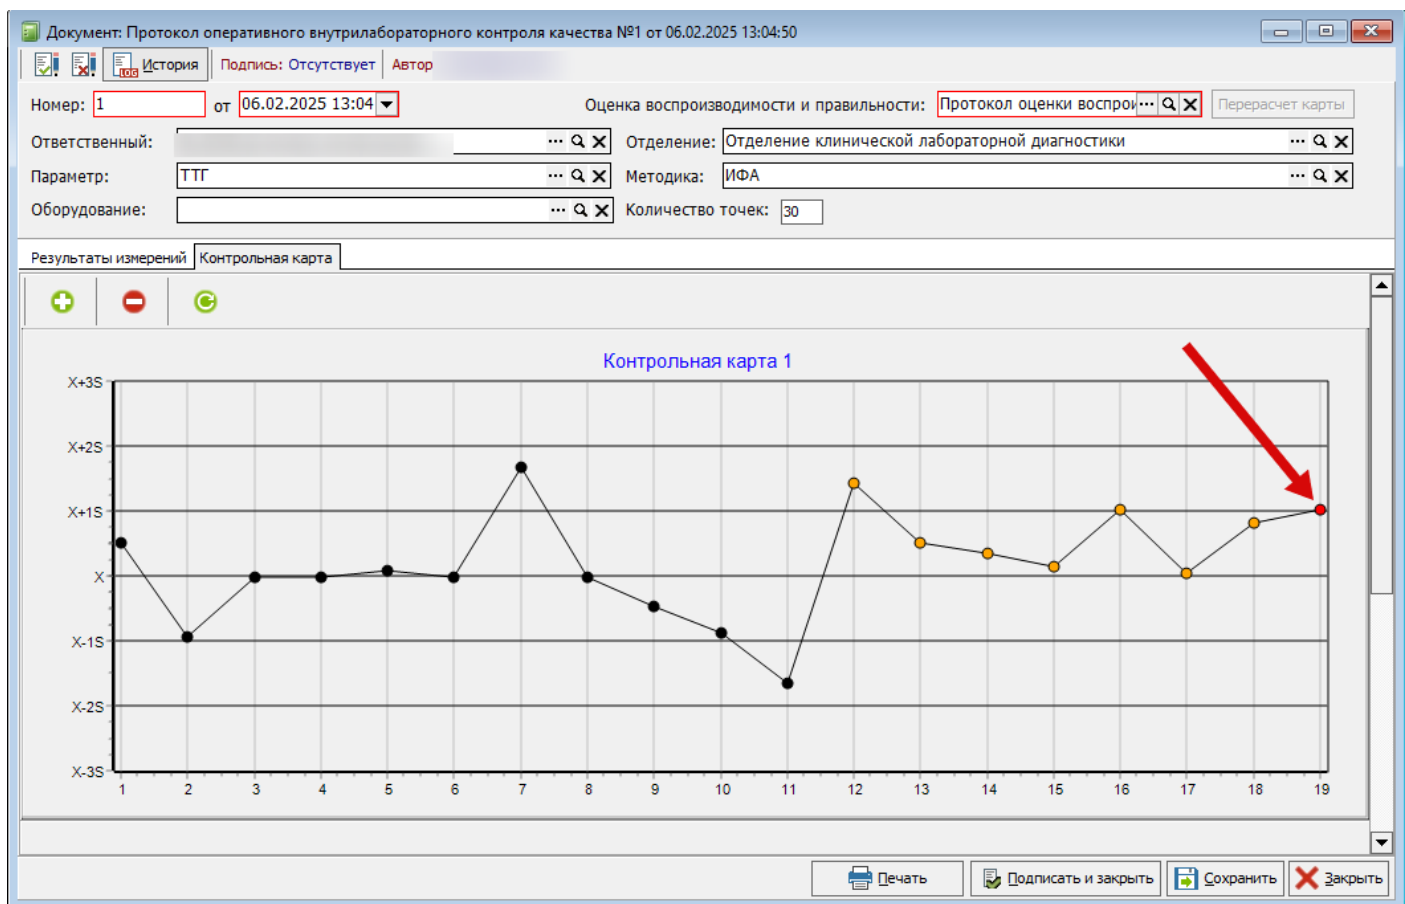 Документ: Протокол оперативного внутрилабораторного контроля качества №1 от 06.02.2025 13:04:50
LOG История Подпись: Отсутствует Автор
Номер: 1 от 06.02.2025 13:04 Оценка воспроизводимости и правильности: Протокол оценки воспрои ... Перерасчет карты
Ответственный: ... Отделение: Отделение клинической лабораторной диагностики ...
Параметр: ТТГ ... Методика: ИФА ...
Оборудование: ... Количество точек: 30
Результаты измерений Контрольная карта
Контрольная карта 1
X+3S
X+2S
X+1S
X
X-1S
X-2S
X-3S
1 2 3 4 5 6 7 8 9 10 11 12 13 14 15 16 17 18 19
Печать Подписать и закрыть Сохранить Закрыть